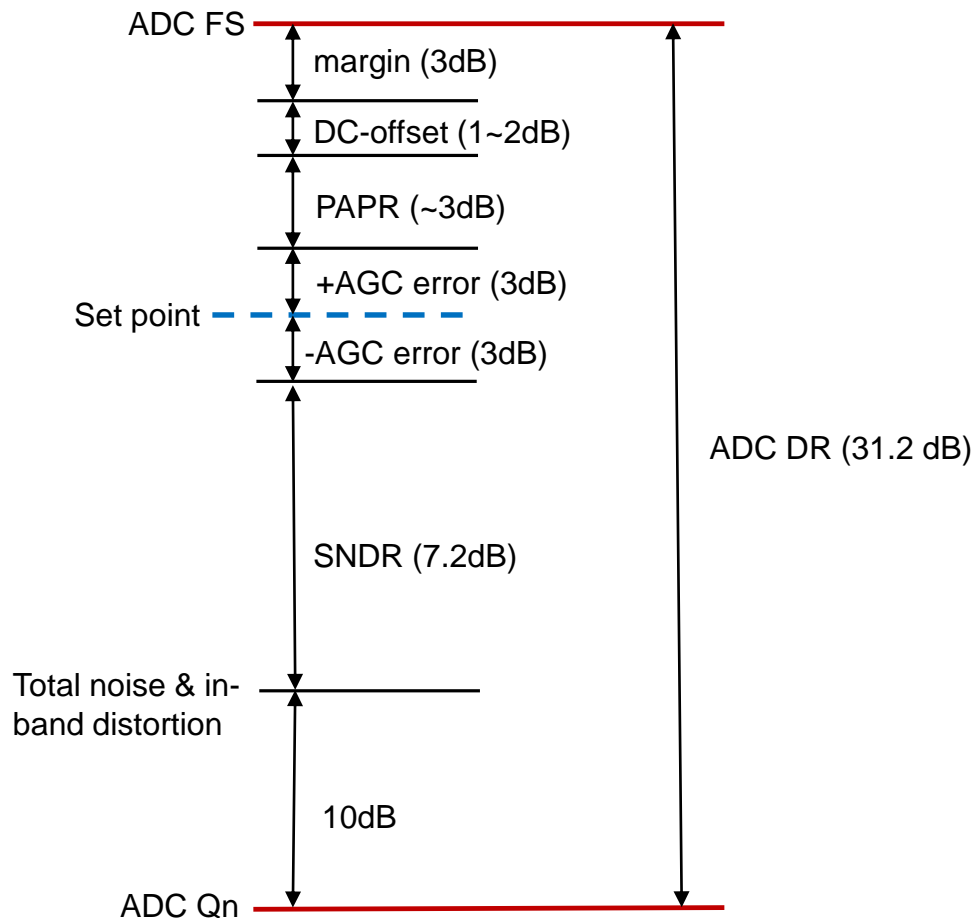 ADC FS
margin (3dB)
DC-offset (1~2dB)
PAPR (~3dB)
+AGC error (3dB)
Set point
-AGC error (3dB)
ADC DR (31.2 dB)
SNDR (7.2dB)
Total noise & in-
band distortion
10dB
ADC Qn